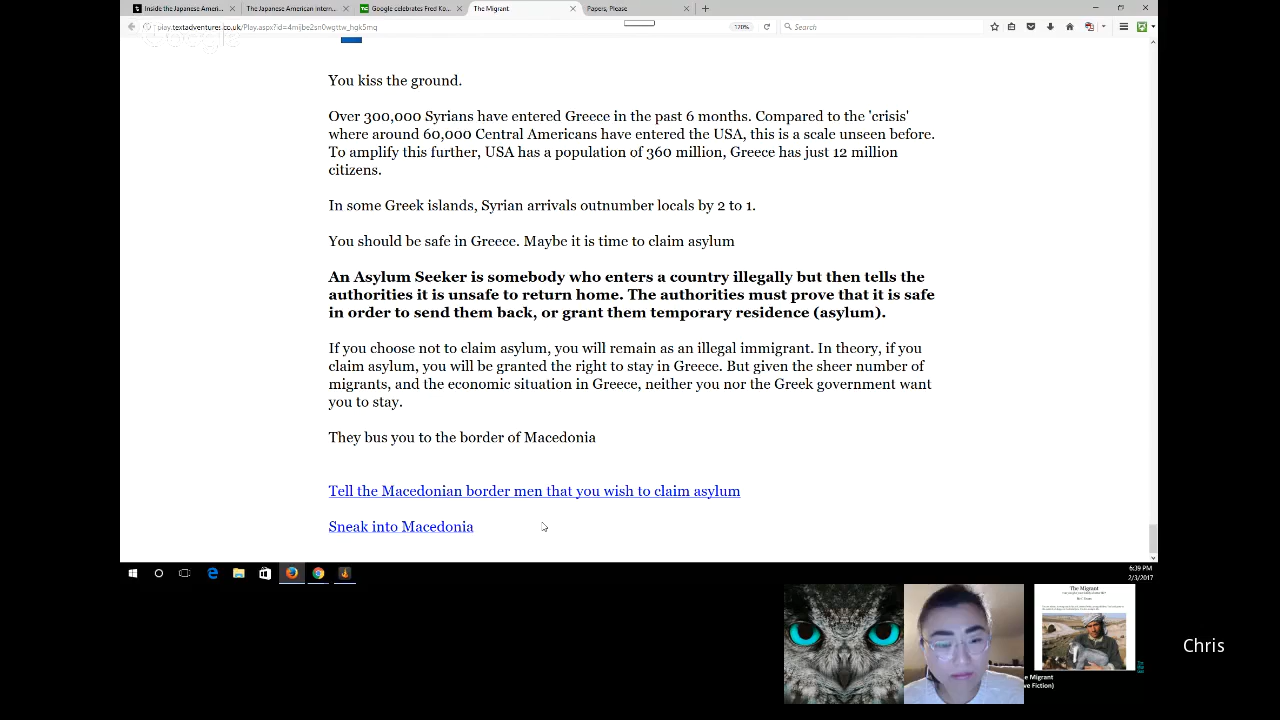 Inside the Japanese Ameri...
The Japanese American Intern...
Google celebrates Fred Ko...
The Migrant
Papers, Please
play.textadventures.co.uk/Play.aspx?id=4mijbe2sn0wgttw_hqk5mq
120%
Search
You kiss the ground.
Over 300,000 Syrians have entered Greece in the past 6 months. Compared to the 'crisis'
where around 60,000 Central Americans have entered the USA, this is a scale unseen before.
To amplify this further, USA has a population of 360 million, Greece has just 12 million
citizens.
In some Greek islands, Syrian arrivals outnumber locals by 2 to 1.
You should be safe in Greece. Maybe it is time to claim asylum
An Asylum Seeker is somebody who enters a country illegally but then tells the
authorities it is unsafe to return home. The authorities must prove that it is safe
in order to send them back, or grant them temporary residence (asylum).
If you choose not to claim asylum, you will remain as an illegal immigrant. In theory, if you
claim asylum, you will be granted the right to stay in Greece. But given the sheer number of
migrants, and the economic situation in Greece, neither you nor the Greek government want
you to stay.
They bus you to the border of Macedonia
Tell the Macedonian border men that you wish to claim asylum
Sneak into Macedonia
6:39 PM
2/3/2017
The Migrant
e Migrant
ve Fiction)
Chris